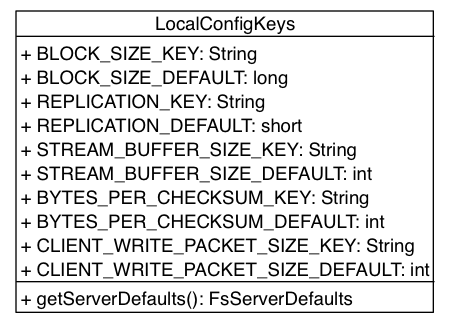 LocalConfigKeys
+ BLOCK_SIZE_KEY: String
+ BLOCK_SIZE_DEFAULT: long
+ REPLICATION_KEY: String
+ REPLICATION_DEFAULT: short
+ STREAM_BUFFER_SIZE_KEY: String
+ STREAM_BUFFER_SIZE_DEFAULT: int
+ BYTES_PER_CHECKSUM_KEY: String
+ BYTES_PER_CHECKSUM_DEFAULT: int
+ CLIENT_WRITE_PACKET_SIZE_KEY: String
+ CLIENT_WRITE_PACKET_SIZE_DEFAULT: int
+ getServerDefaults(): FsServerDefaults